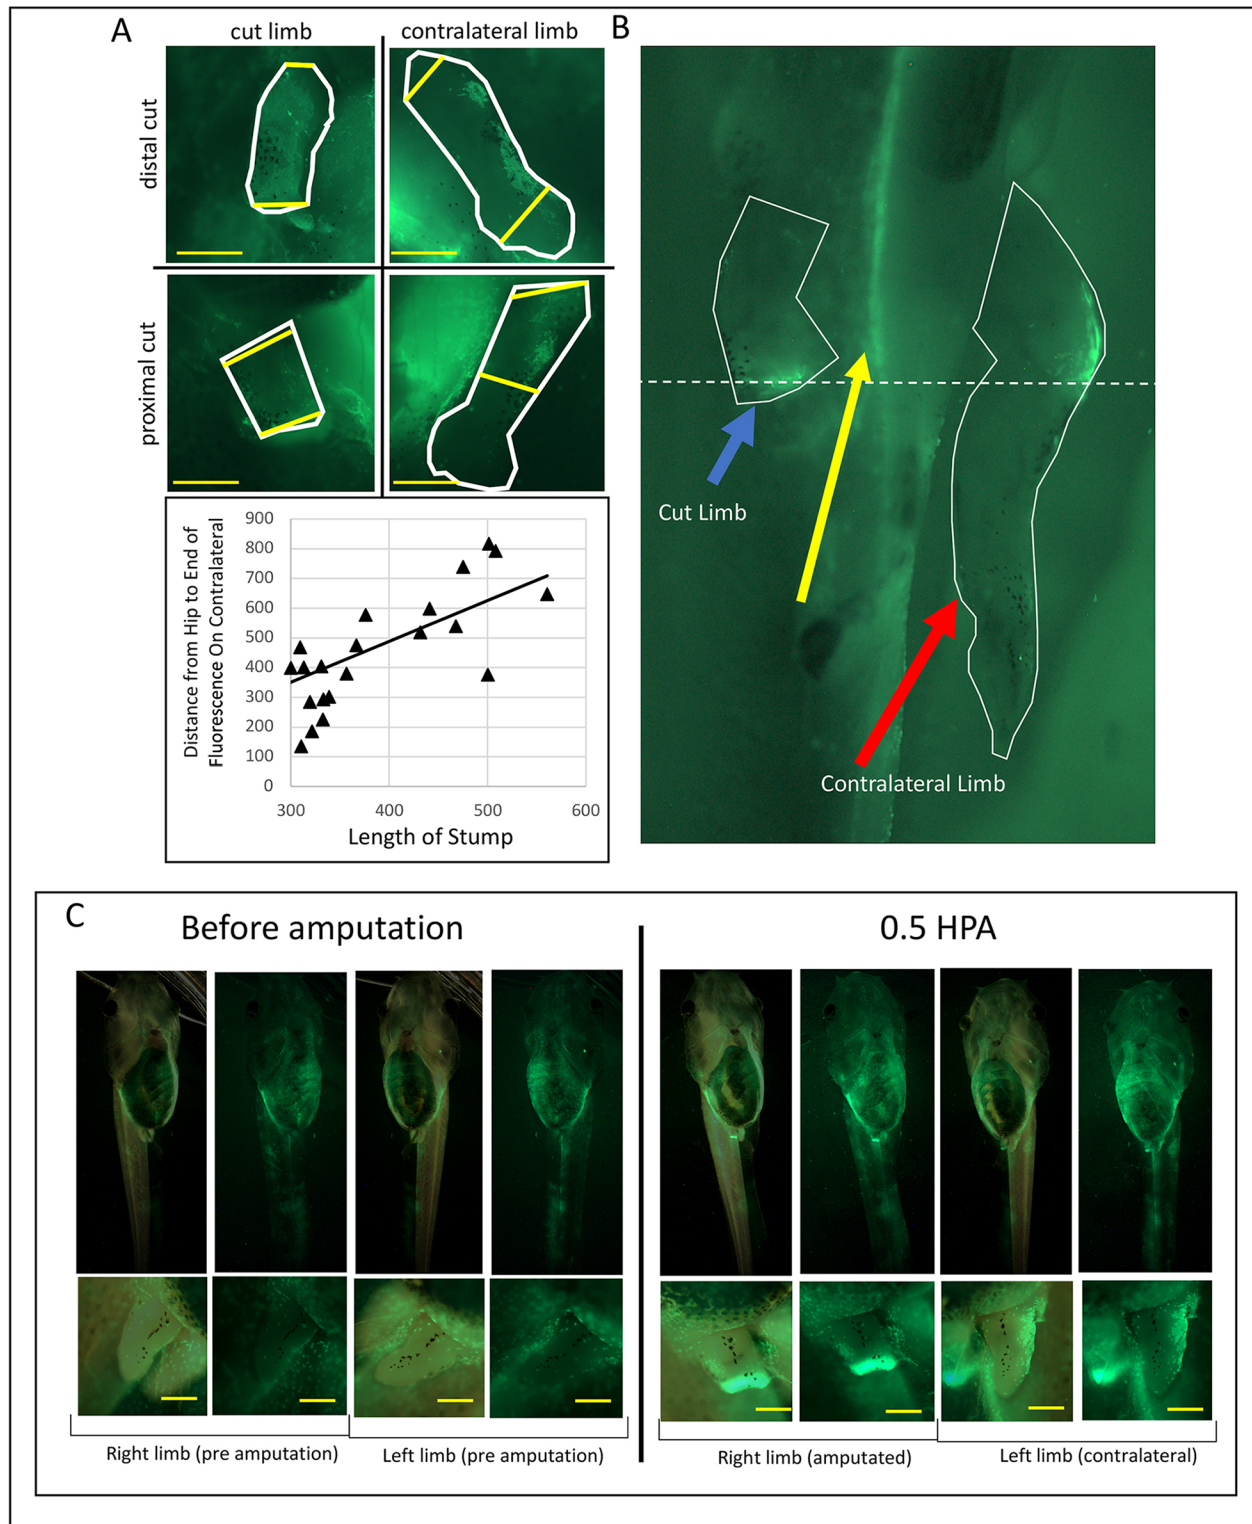 A
cut limb
contralateral limb
B
distal cut
proximal cut
Cut Limb
Contralateral Limb
Distance from Hip to End of
Fluorescence On Contralateral
900
800
700
600
500
400
300
200
100
0
300
400
500
600
Length of Stump
C
Before amputation
0.5 HPA
Right limb (pre amputation)
Left limb (pre amputation)
Right limb (amputated)
Left limb (contralateral)